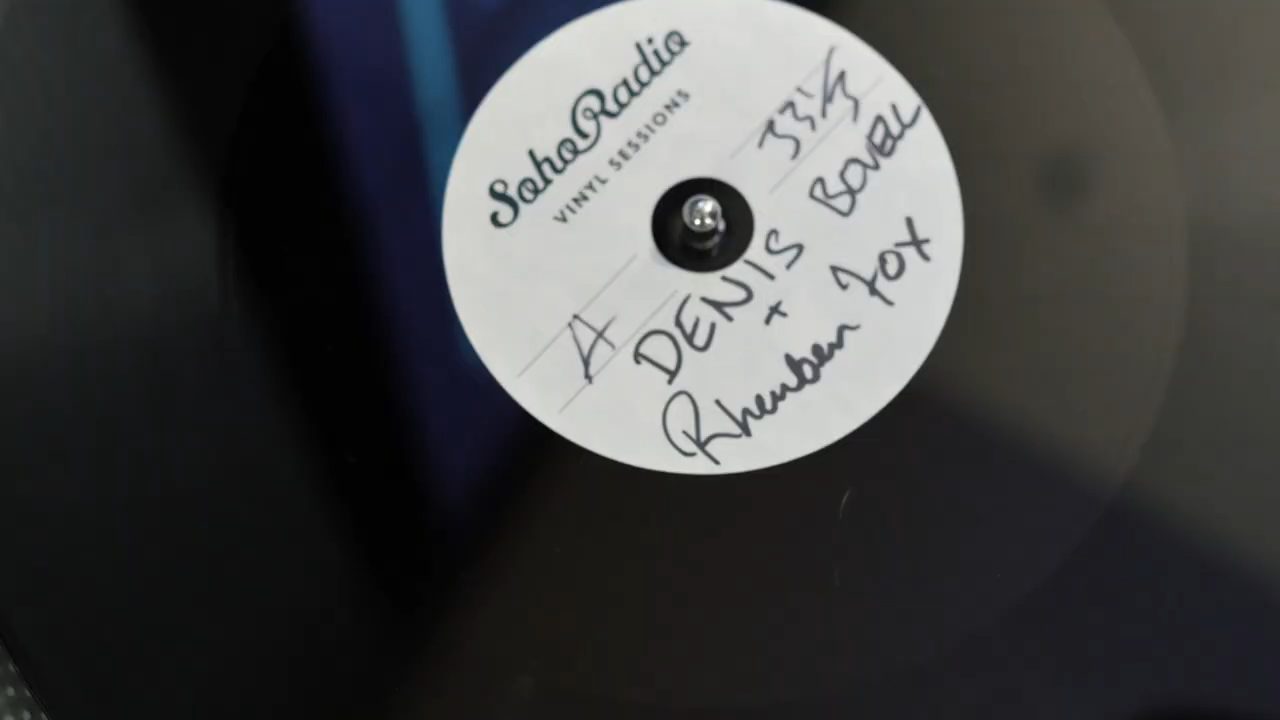 SohoRadio
VINYL SESSIONS
33⅓
A
DENIS BOVELL
+
Rheuben Fox